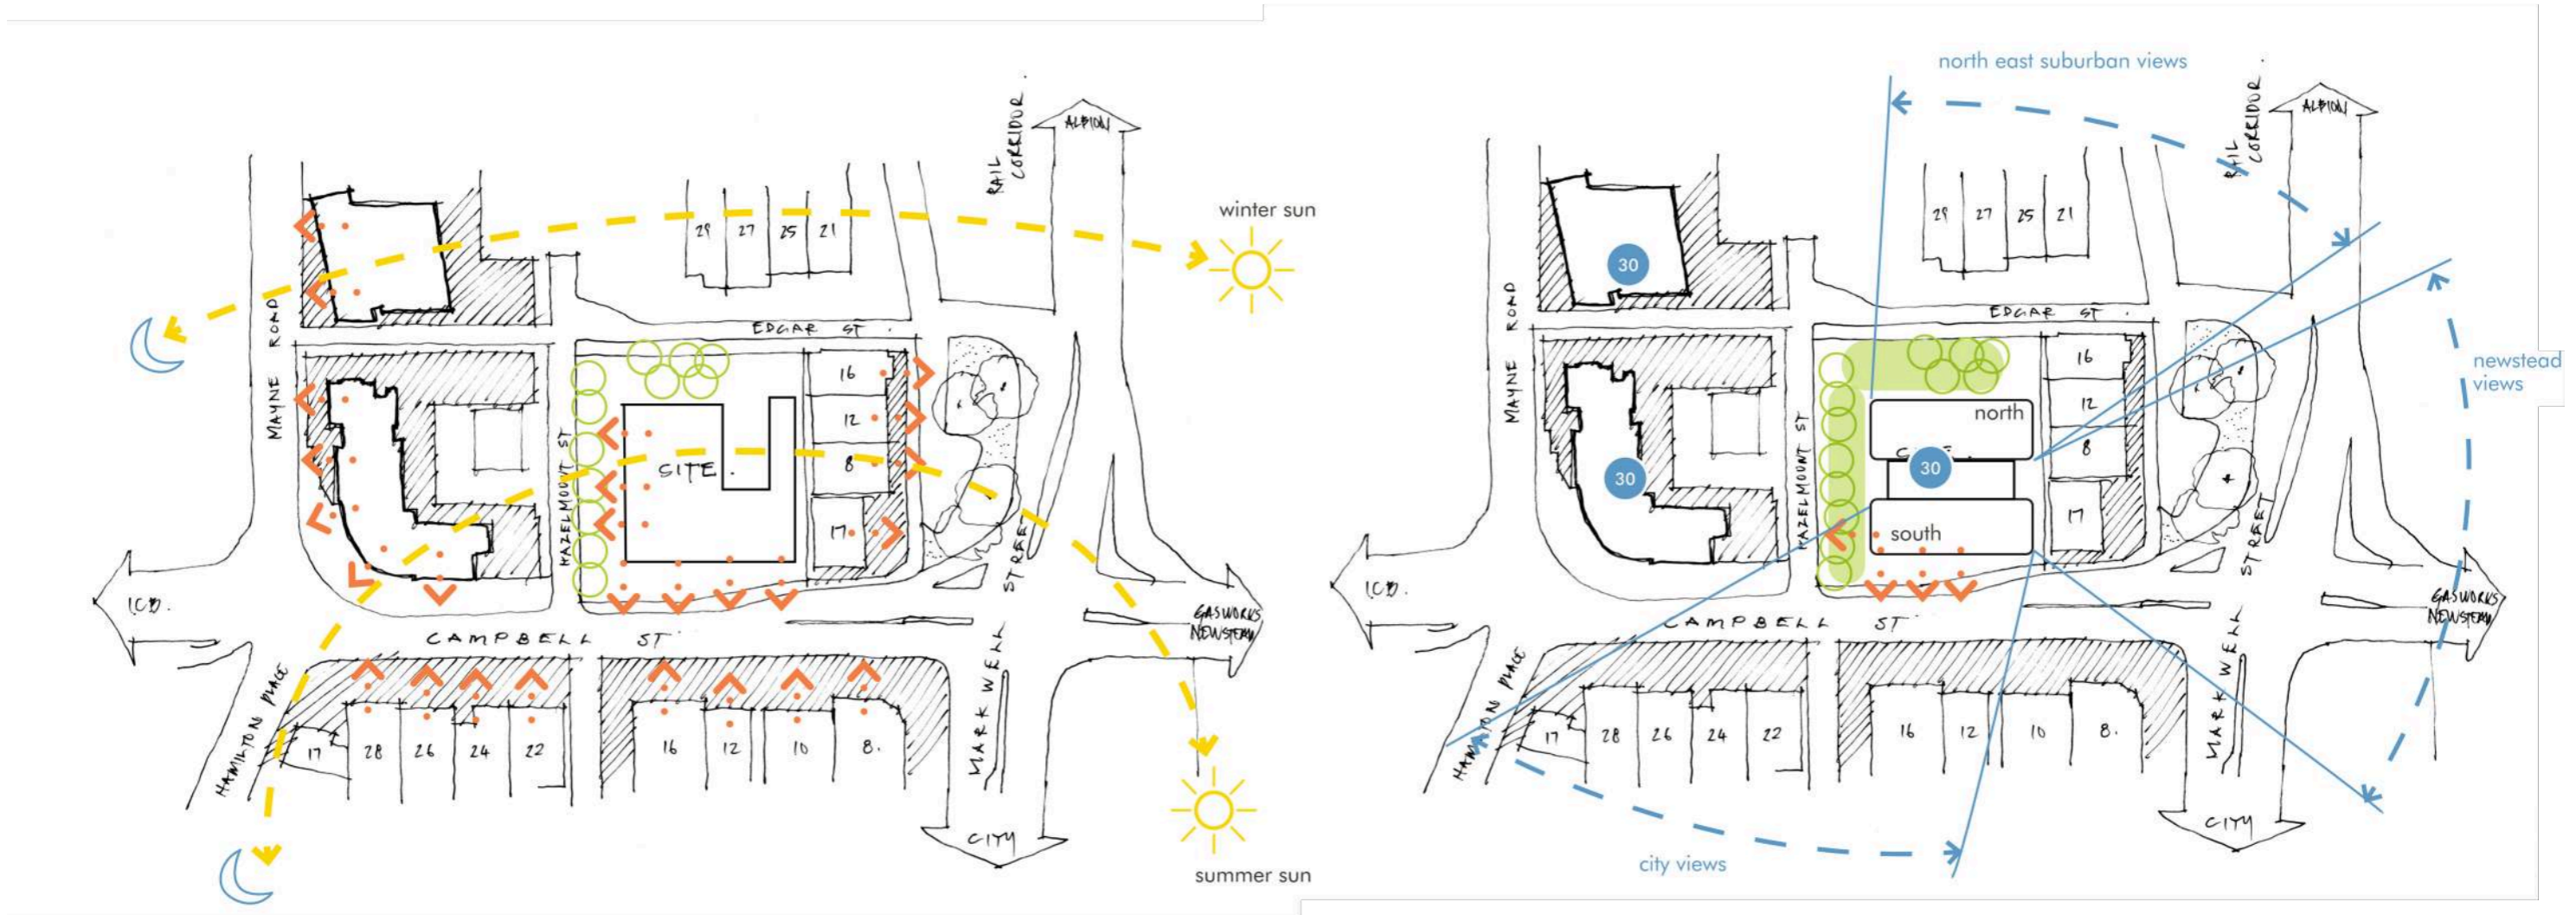 RAIL
CORRIDOR.
ALBION
winter sun
29 27 25 21
MAYNE ROAD
EDGAR ST.
HAZELMOUNT ST
SITE.
16
12
8
17
STREET
ICB.
GASWORKS
NEWSTEAD
CAMPBELL ST
HAMILTON PLACE
MARKWELL
17 28 26 24 22 16 12 10 8.
CITY
summer sun
north east suburban views
RAIL
CORRIDOR.
ALBION
29 27 25 21
30
MAYNE ROAD
EDGAR ST.
newstead
views
HAZELMOUNT ST
north
30
30
south
16
12
8
17
STREET
ICB.
GASWORKS
NEWSTEAD
CAMPBELL ST
HAMILTON PLACE
MARKWELL
17 28 26 24 22 16 12 10 8.
CITY
city views